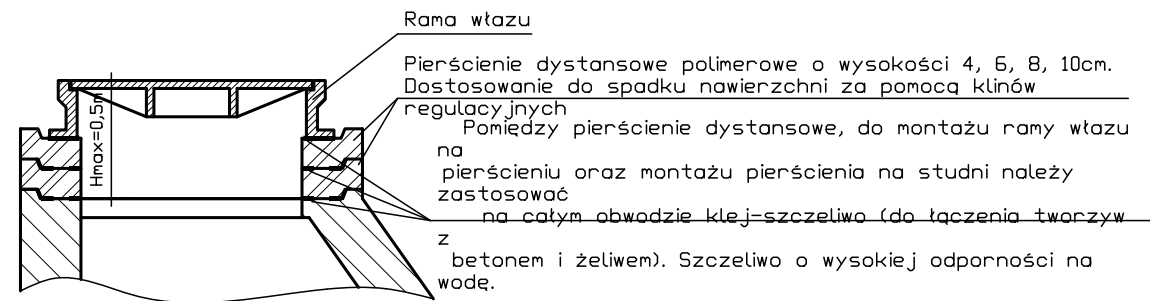 Rama włazu
Pierścienie dystansowe polimerowe o wysokości 4, 6, 8, 10cm.
Dostosowanie do spadku nawierzchni za pomocą klinów
regulacyjnych
Pomiędzy pierścienie dystansowe, do montażu ramy włazu
na
pierścieniu oraz montażu pierścienia na studni należy
zastosować
na całym obwodzie klej-szczeliwo (do łączenia tworzyw
z
betonem i żeliwem). Szczeliwo o wysokiej odporności na
wodę.
Hmax=0,5m